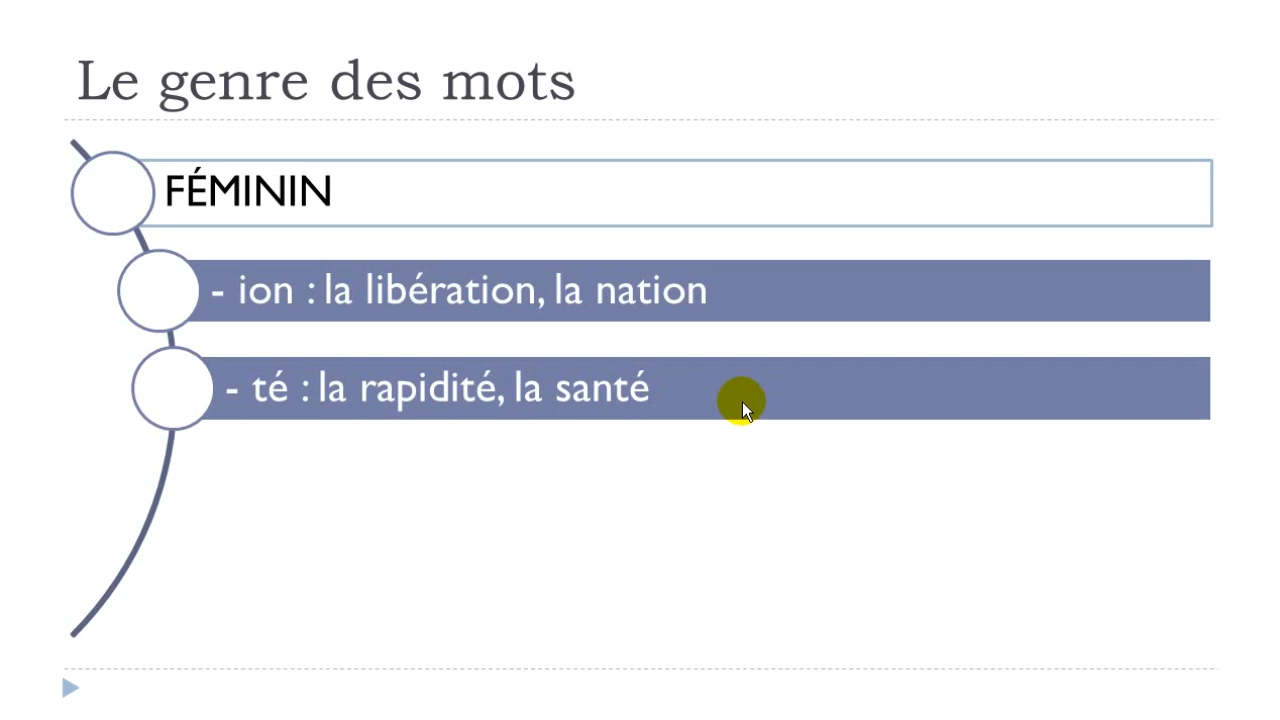 Le genre des mots
FÉMININ
- ion : la libération, la nation
- té : la rapidité, la santé